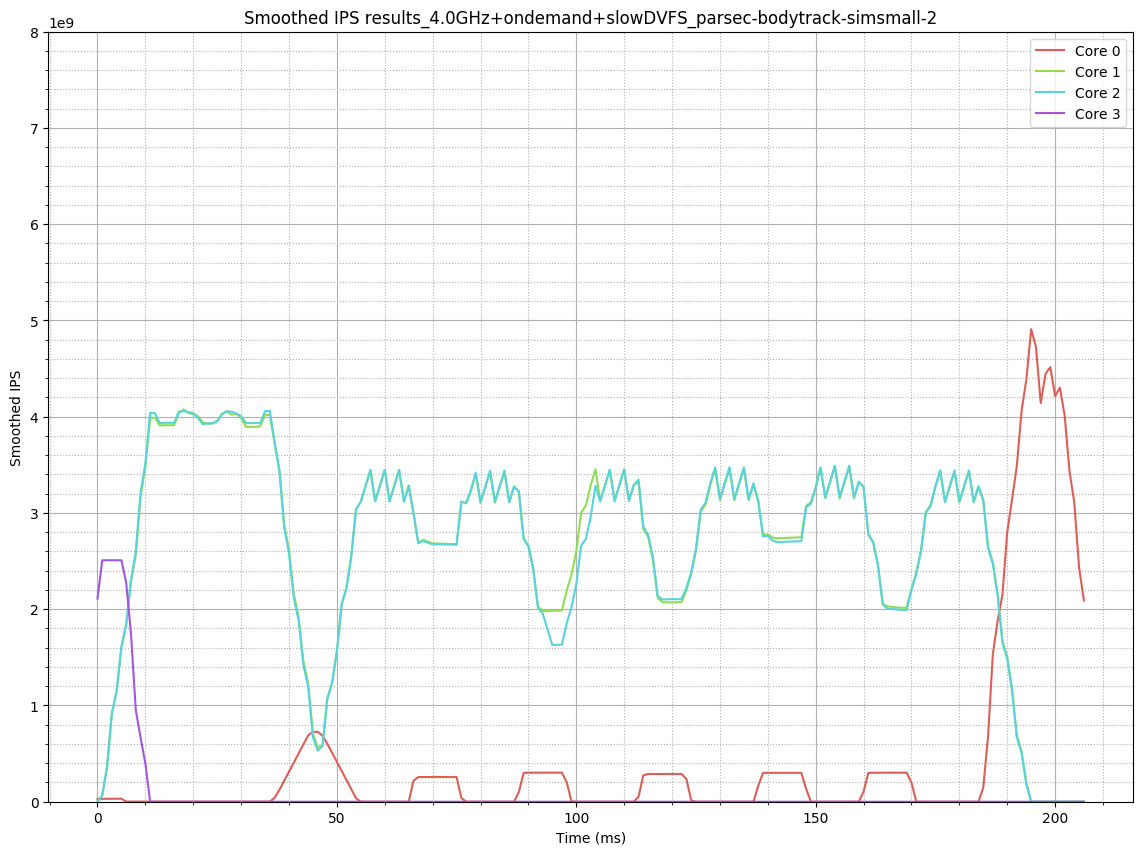 Smoothed IPS results_4.0GHz+ondemand+slowDVFS_parsec-bodytrack-simsmall-2
1e9
8
7
6
5
4
3
2
1
0
Smoothed IPS
Core 0
Core 1
Core 2
Core 3
0 50 100 150 200
Time (ms)